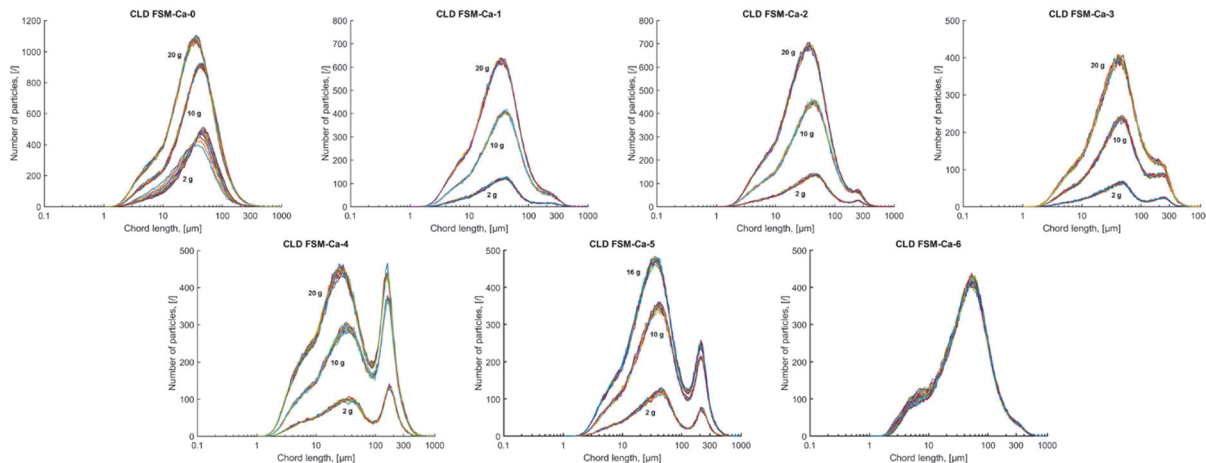 CLD FSM-Ca-0
1200
1000
800
600
400
200
0
Number of particles, [/]
20 g
10 g
2 g
0.1
1
10
30
100
300
1000
Chord length, [µm]
CLD FSM-Ca-1
900
800
700
600
500
400
300
200
100
0
Number of particles, [/]
20 g
10 g
2 g
0.1
1
10
30
100
300
1000
Chord length, [µm]
CLD FSM-Ca-2
800
700
600
500
400
300
200
100
0
Number of particles, [/]
20 g
10 g
2 g
0.1
1
10
30
100
300
1000
Chord length, [µm]
CLD FSM-Ca-3
500
400
300
200
100
0
Number of particles, [/]
20 g
10 g
2 g
0.1
1
10
30
100
300
Chord length, [µm]
CLD FSM-Ca-4
500
400
300
200
100
0
Number of particles, [/]
20 g
10 g
2 g
0.1
1
10
30
100
300
1000
Chord length, [µm]
CLD FSM-Ca-5
500
400
300
200
100
0
Number of particles, [/]
16 g
10 g
2 g
0.1
1
10
30
100
300
1000
Chord length, [µm]
CLD FSM-Ca-6
500
400
300
200
100
0
Number of particles, [/]
0.1
1
10
30
100
300
1000
Chord length, [µm]